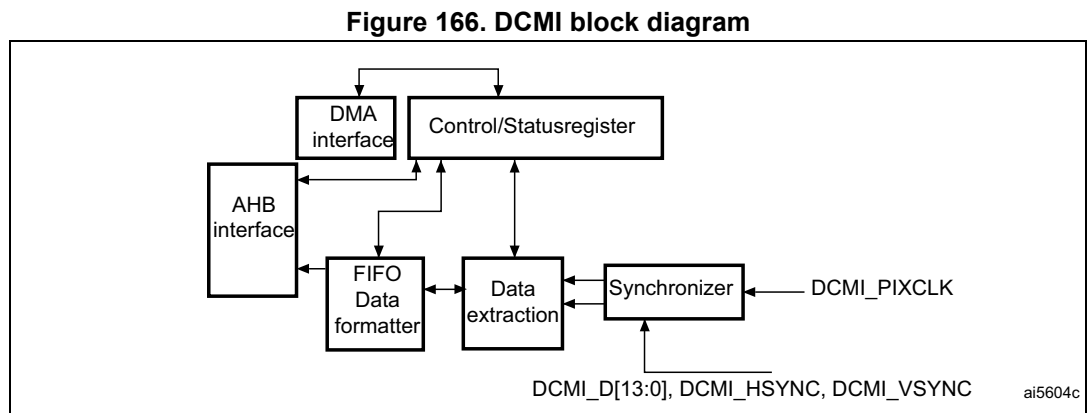 Figure 166. DCMI block diagram
DMA
interface
Control/Statusregister
AHB
interface
FIFO
Data
formatter
Data
extraction
Synchronizer
DCMI_PIXCLK
DCMI_D[13:0], DCMI_HSYNC, DCMI_VSYNC
ai5604c